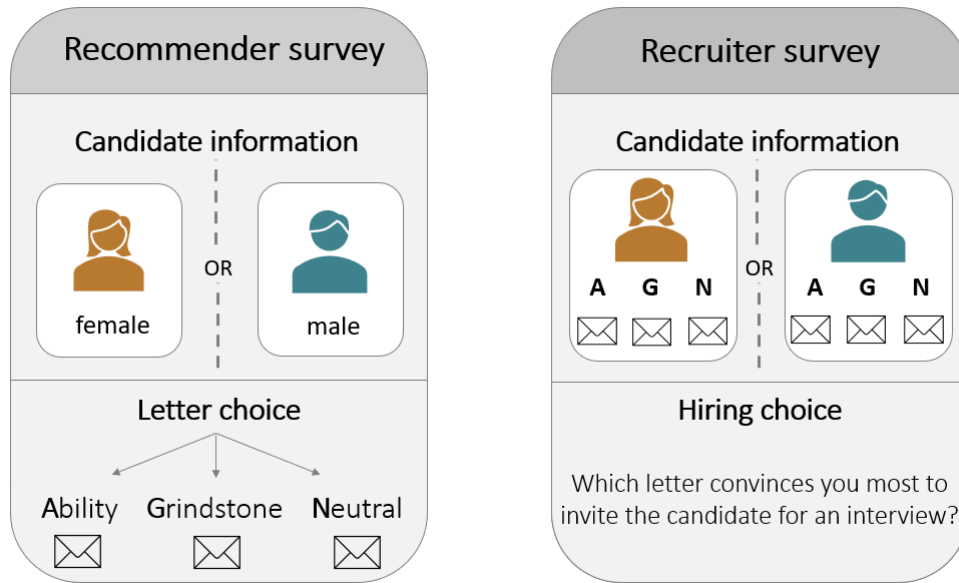 Recommender survey
Candidate information
OR
female
male
Letter choice
Ability
Grindstone
Neutral
Recruiter survey
Candidate information
OR
A G N
A G N
Hiring choice
Which letter convinces you most to
invite the candidate for an interview?